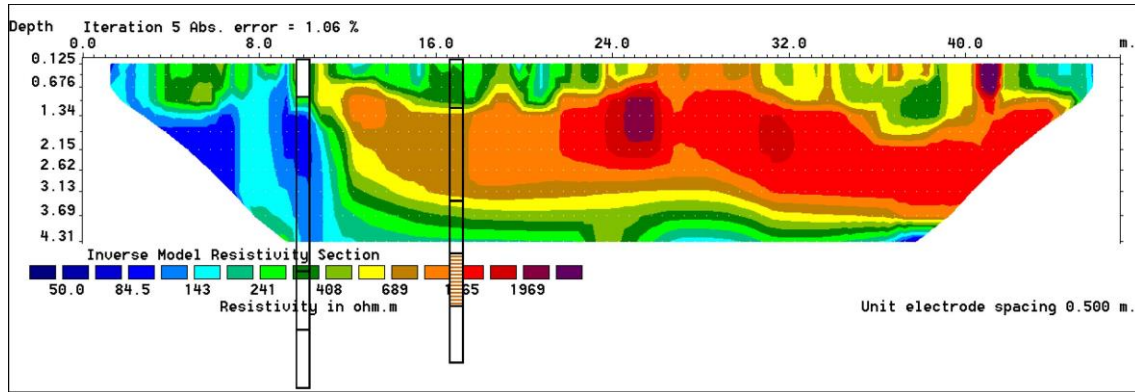 Depth Iteration 5 Abs. error = 1.06 %
0.0 8.0 16.0 24.0 32.0 40.0 m.
0.125
0.676
1.34
2.15
2.62
3.13
3.69
4.31
Inverse Model Resistivity Section
50.0 84.5 143 241 408 689 1969
Resistivity in ohm.m Unit electrode spacing 0.500 m.